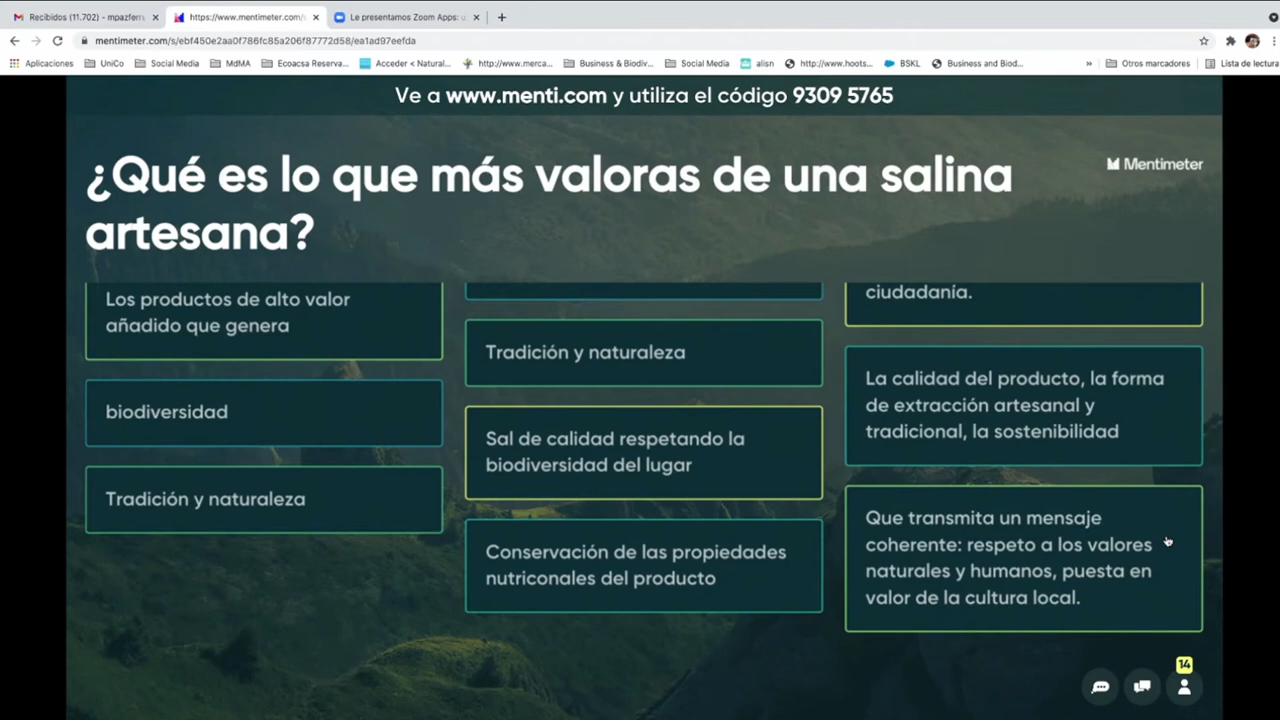 Recibidos (11.702) - mpazferna
https://www.mentimeter.com/s
Le presentamos Zoom Apps: u
mentimeter.com/s/ebf450e2aa0f786fc85a206f87772d58/ea1ad97eefda
Aplicaciones
UniCo
Social Media
MdMA
Ecoacsa Reserva...
Acceder < Natural...
http://www.merca...
Business & Biodiv...
Social Media
alisn
http://www.hoots...
BSKL
Business and Biod...
»
Otros marcadores
Lista de lectura
Ve a www.menti.com y utiliza el código 9309 5765
¿Qué es lo que más valoras de una salina
artesana?
Mentimeter
Los productos de alto valor
añadido que genera
biodiversidad
Tradición y naturaleza
Tradición y naturaleza
Sal de calidad respetando la
biodiversidad del lugar
Conservación de las propiedades
nutriconales del producto
ciudadanía.
La calidad del producto, la forma
de extracción artesanal y
tradicional, la sostenibilidad
Que transmita un mensaje
coherente: respeto a los valores
naturales y humanos, puesta en
valor de la cultura local.
14